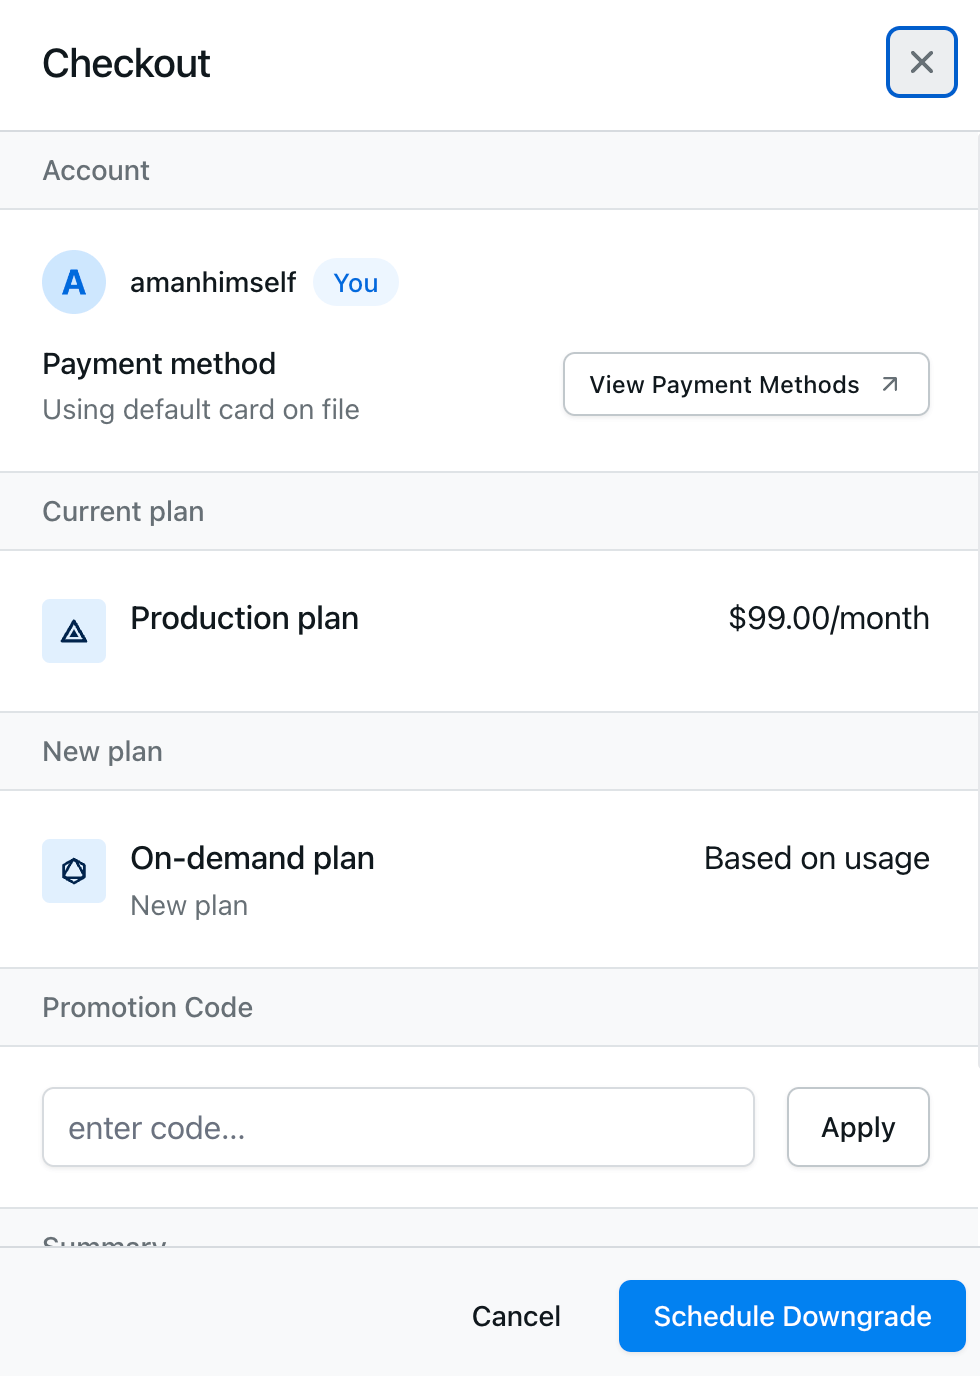 Checkout
Account
A
amanhimself You
Payment method
Using default card on file
View Payment Methods
Current plan
Production plan
$99.00/month
New plan
On-demand plan
New plan
Based on usage
Promotion Code
enter code...
Apply
Summary
Cancel
Schedule Downgrade